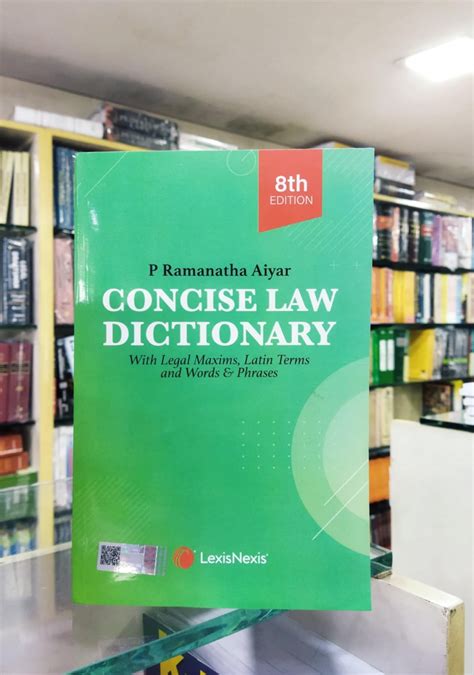 8th
EDITION
P Ramanatha Aiyar
CONCISE LAW
DICTIONARY
With Legal Maxims, Latin Terms
and Words & Phrases
LexisNexis®